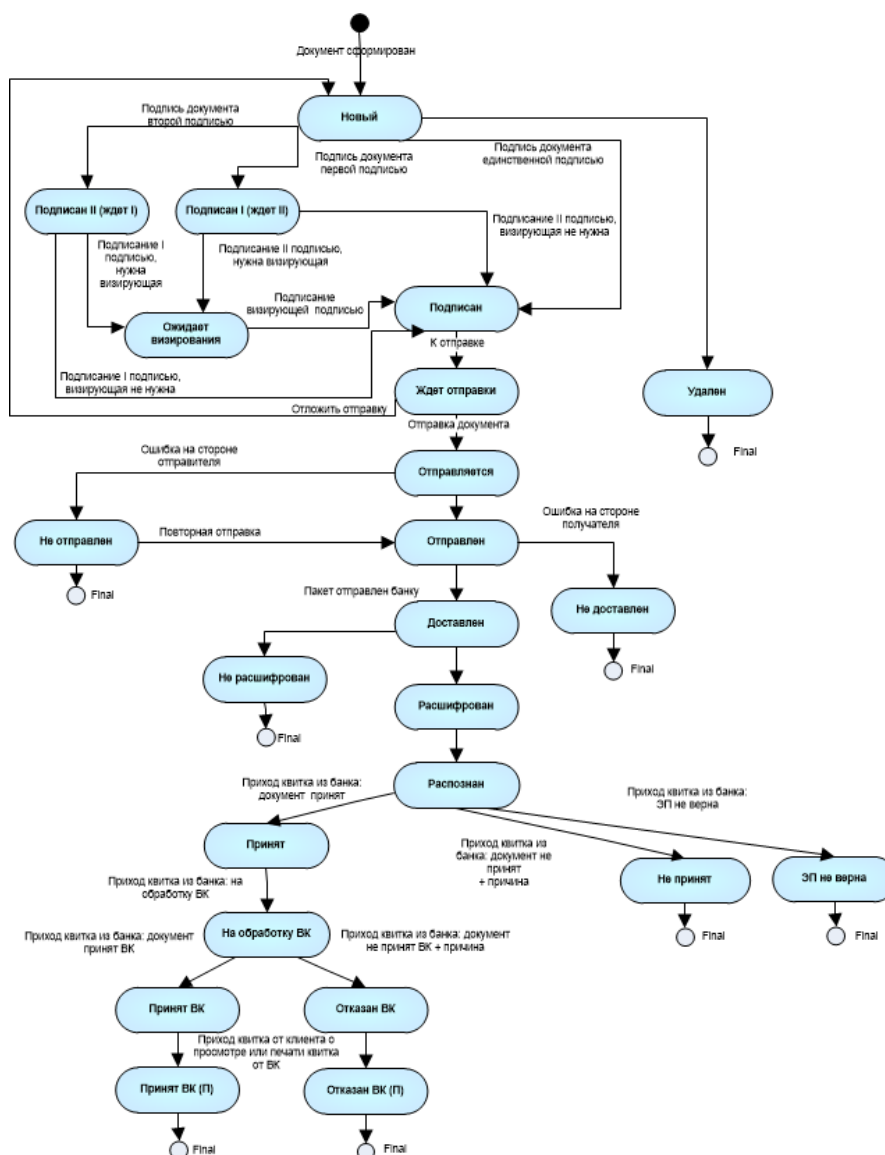 Документ сформирован
Новый
Подпись документа
второй подписью
Подпись документа
первой подписью
Подпись документа
единственной подписью
Подписан II (ждет I)
Подписан I (ждет II)
Подписание II подписью,
визирующая не нужна
Подписание I
подписью,
нужна
визирующая
Подписание II подписью,
нужна визирующая
Подписание
визирующей подписью
Подписан
Ожидает
визирования
К отправке
Подписание I подписью,
визирующая не нужна
Ждет отправки
Удален
Отложить отправку
Отправка документа
Final
Ошибка на стороне
отправителя
Отправляется
Ошибка на стороне
получателя
Не отправлен
Повторная отправка
Отправлен
Final
Пакет отправлен банку
Не доставлен
Доставлен
Final
Не расшифрован
Расшифрован
Final
Распознан
Приход квитка из банка:
документ принят
Приход квитка из банка:
ЭП не верна
Принят
Приход квитка из
банка: документ не
принят
+ причина
Не принят
ЭП не верна
Приход квитка из банка: на
обработку ВК
Final
Final
Приход квитка из банка: документ
принят ВК
На обработку ВК
Приход квитка из банка: документ
не принят ВК + причина
Принят ВК
Отказан ВК
Приход квитка от клиента о
просмотре или печати квитка
от ВК
Принят ВК (П)
Отказан ВК (П)
Final
Final